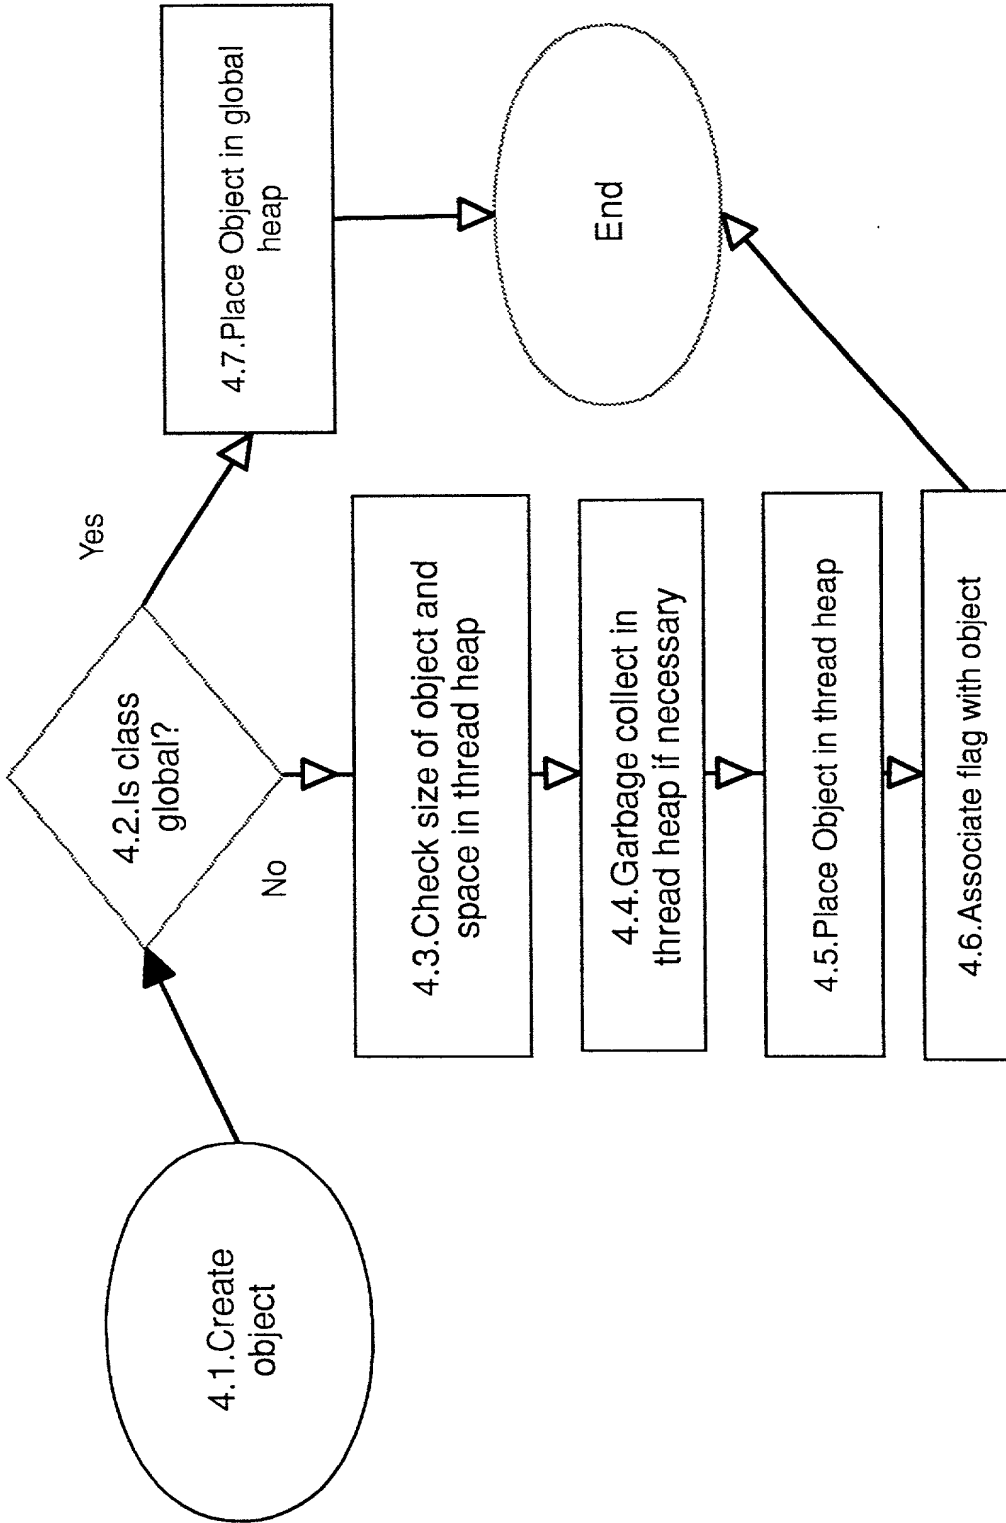 4.1.Create
object
4.2.Is class
global?
Yes
No
4.7.Place Object in global
heap
4.3.Check size of object and
space in thread heap
4.4.Garbage collect in
thread heap if necessary
4.5.Place Object in thread heap
4.6.Associate flag with object
End